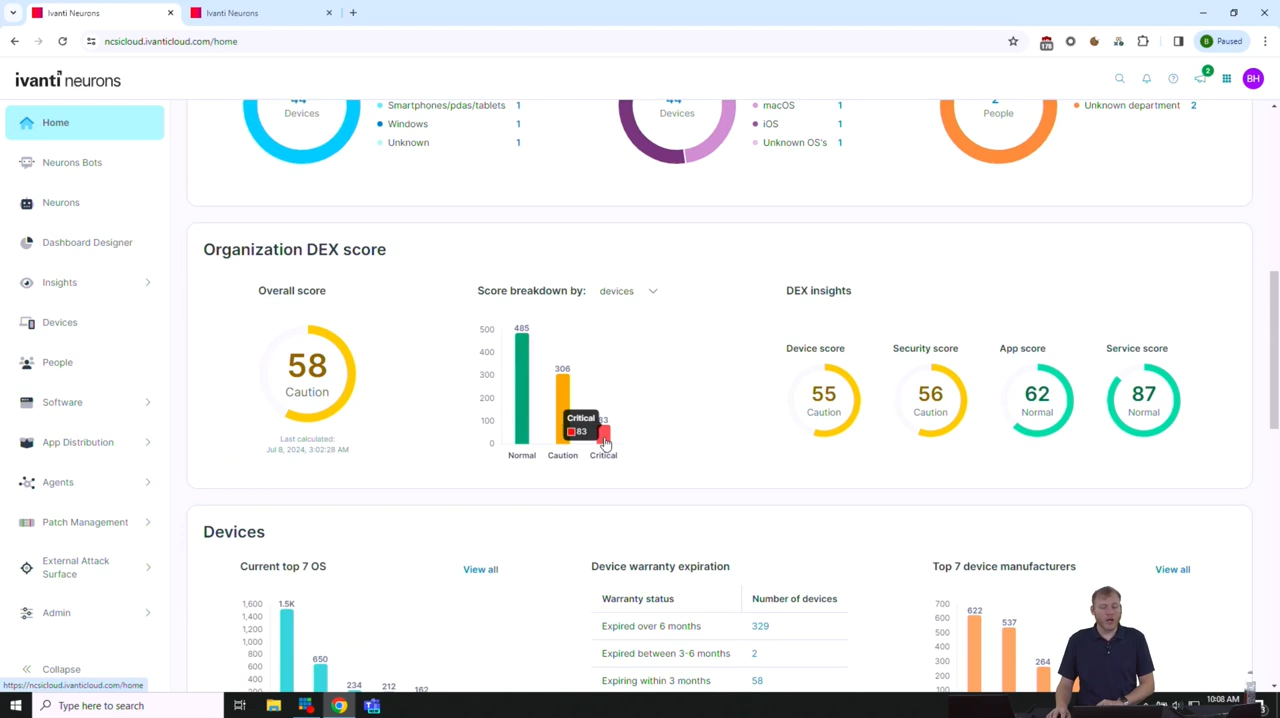 Ivanti Neurons
Ivanti Neurons
ncsicloud.ivanticloud.com/home
178
B Paused
ivanti neurons
2
BH
Home
Neurons Bots
Neurons
Dashboard Designer
Insights
Devices
People
Software
App Distribution
Agents
Patch Management
External Attack
Surface
Admin
Collapse
https://ncsicloud.ivanticloud.com/home
44
Devices
Smartphones/pdas/tablets 1
Windows 1
Unknown 1
44
Devices
macOS 1
iOS 1
Unknown OS's 1
2
People
Unknown department 2
Organization DEX score
Overall score
58
Caution
Last calculated:
Jul 8, 2024, 3:02:28 AM
Score breakdown by: devices
500
400
300
200
100
0
485
306
83
Critical
83
Normal Caution Critical
DEX insights
Device score
55
Caution
Security score
56
Caution
App score
62
Normal
Service score
87
Normal
Devices
Current top 7 OS
View all
1,600
1,400
1,200
1,000
800
600
400
200
1.5K
650
234
212
162
Device warranty expiration
Warranty status Number of devices
Expired over 6 months 329
Expired between 3-6 months 2
Expiring within 3 months 58
Top 7 device manufacturers
View all
700
600
500
400
300
200
100
622
537
264
Type here to search
10:08 AM